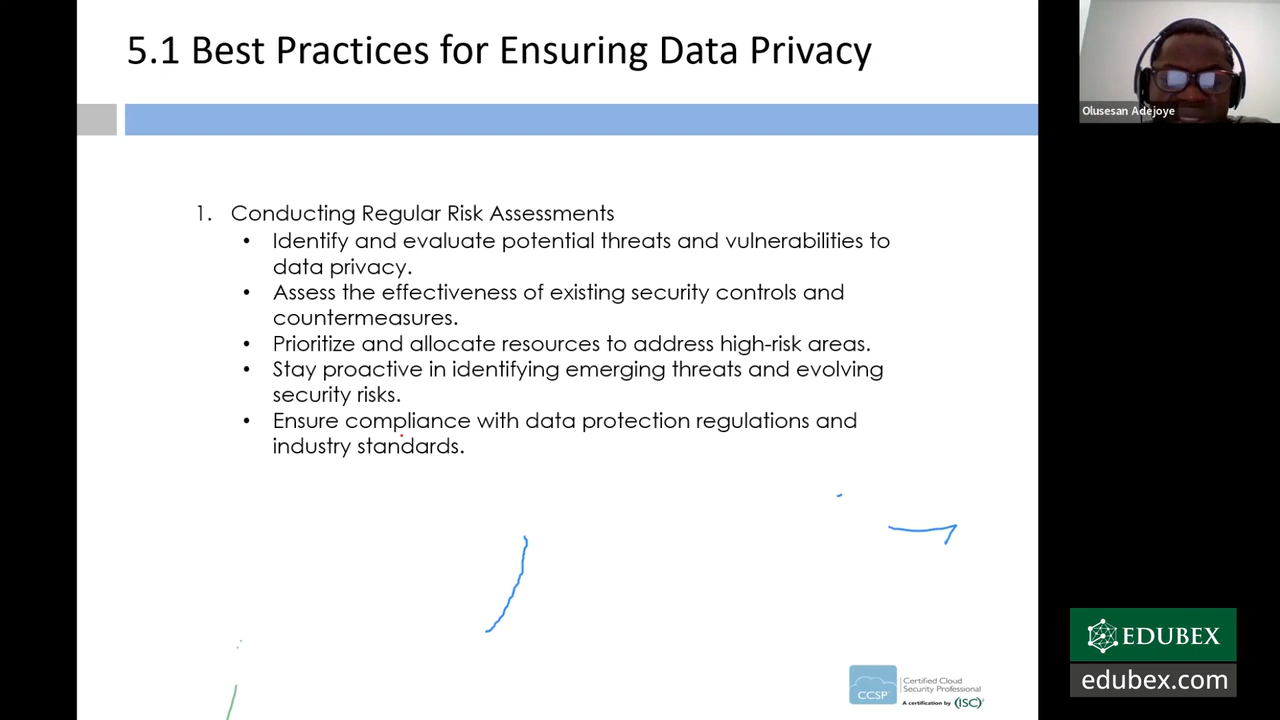 5.1 Best Practices for Ensuring Data Privacy
Olusesan Adejoye
1. Conducting Regular Risk Assessments
• Identify and evaluate potential threats and vulnerabilities to
data privacy.
• Assess the effectiveness of existing security controls and
countermeasures.
• Prioritize and allocate resources to address high-risk areas.
• Stay proactive in identifying emerging threats and evolving
security risks.
• Ensure compliance with data protection regulations and
industry standards.
CCSP
Certified Cloud
Security Professional
A certification by (ISC)²
EDUBEX
edubex.com